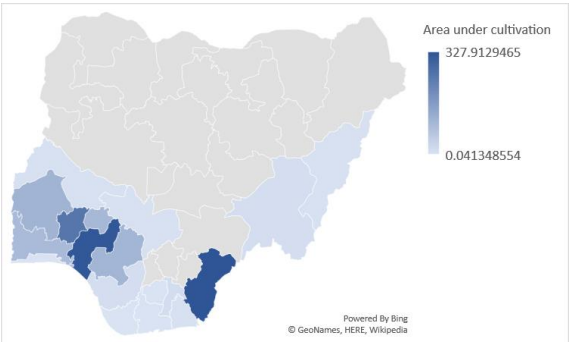 Area under cultivation
327.9129465
0.041348554
Powered By Bing
© GeoNames, HERE, Wikipedia